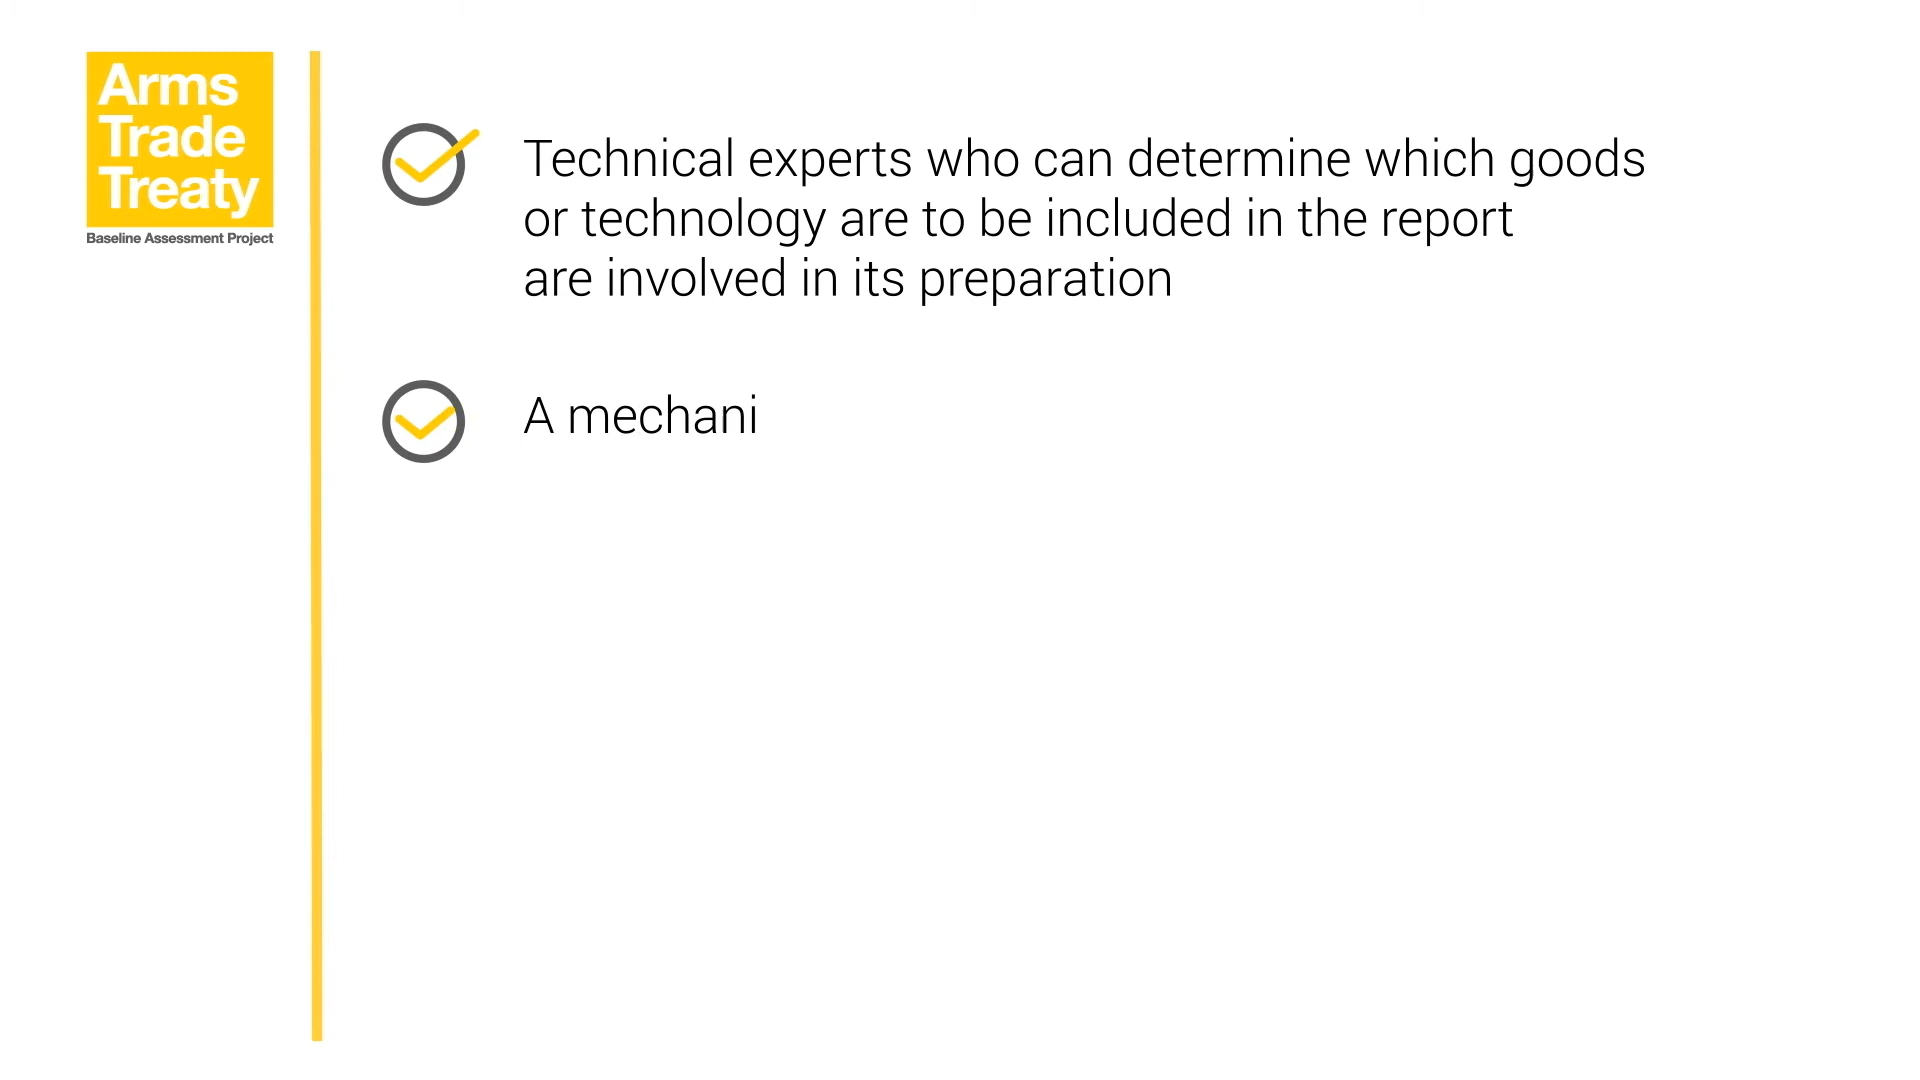 Arms
Trade
Treaty
Baseline Assessment Project
Technical experts who can determine which goods
or technology are to be included in the report
are involved in its preparation
A mechani